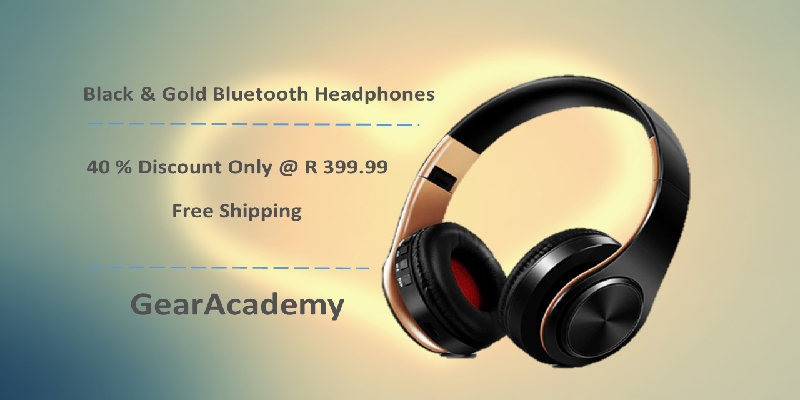 Black & Gold Bluetooth Headphones
40 % Discount Only @ R 399.99
Free Shipping
GearAcademy